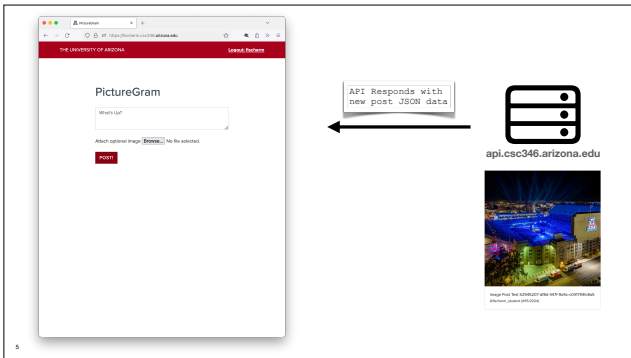 PictureGram
https://fischerm.csc346.arizona.edu
THE UNIVERSITY OF ARIZONA
Logout: fischerm
PictureGram
What's Up?
Attach optional image Browse... No file selected.
POST!
API Responds with
new post JSON data
api.csc346.arizona.edu
5